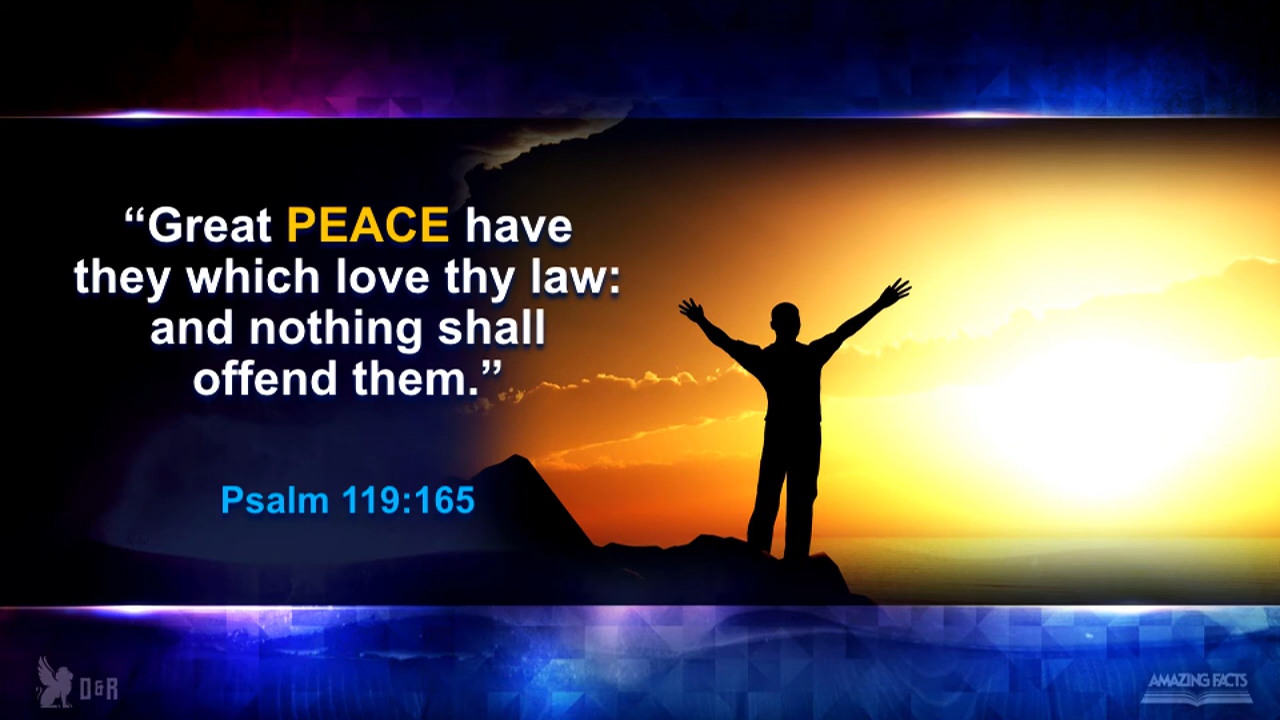 “Great PEACE have
they which love thy law:
and nothing shall
offend them.”
Psalm 119:165
D&R
AMAZING FACTS